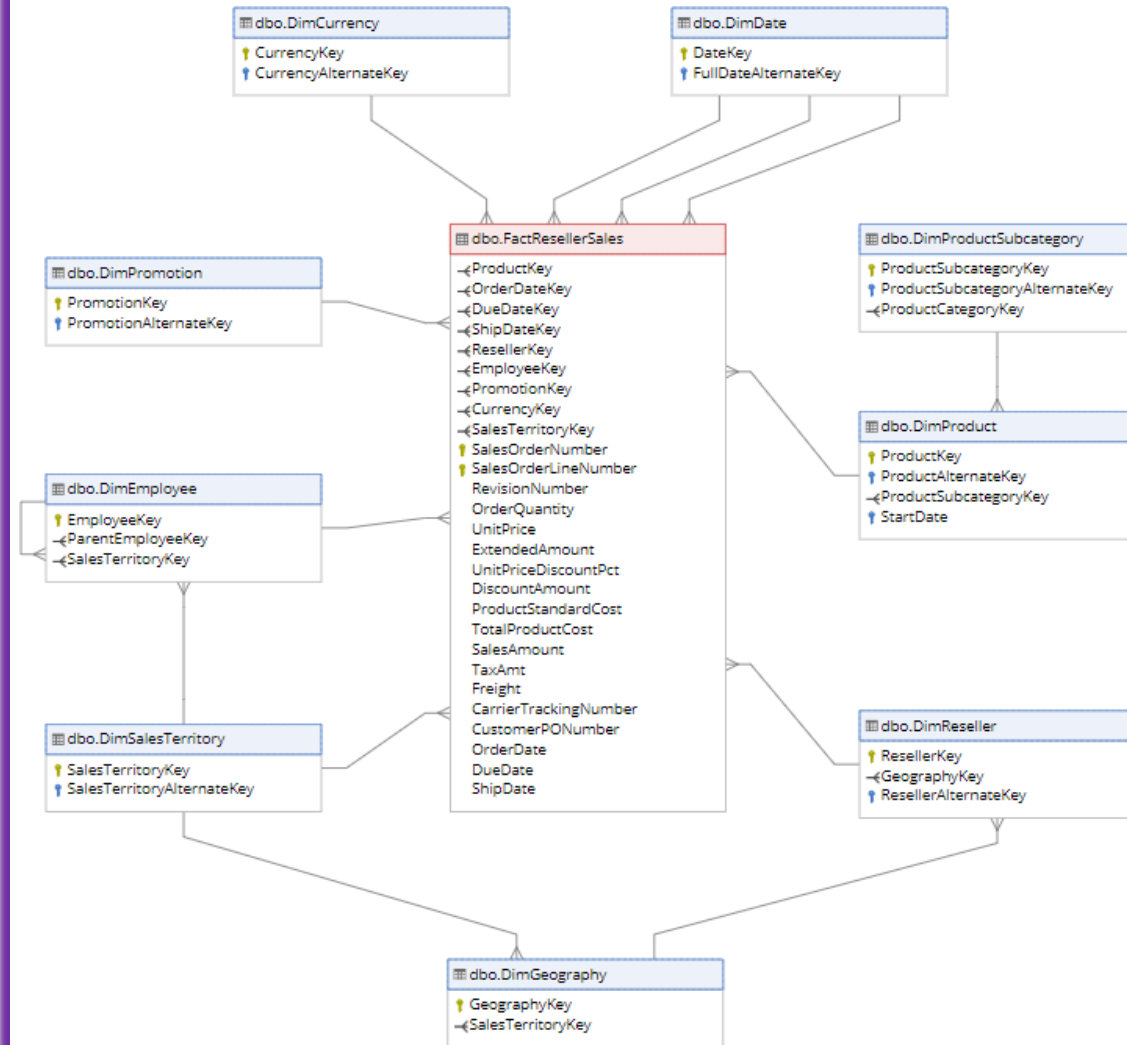 dbo.DimCurrency
CurrencyKey
CurrencyAlternateKey
dbo.DimDate
DateKey
FullDateAlternateKey
dbo.DimPromotion
PromotionKey
PromotionAlternateKey
dbo.FactResellerSales
ProductKey
OrderDateKey
DueDateKey
ShipDateKey
ResellerKey
EmployeeKey
PromotionKey
CurrencyKey
SalesTerritoryKey
SalesOrderNumber
SalesOrderLineNumber
RevisionNumber
OrderQuantity
UnitPrice
ExtendedAmount
UnitPriceDiscountPct
DiscountAmount
ProductStandardCost
TotalProductCost
SalesAmount
TaxAmt
Freight
CarrierTrackingNumber
CustomerPONumber
OrderDate
DueDate
ShipDate
dbo.DimProductSubcategory
ProductSubcategoryKey
ProductSubcategoryAlternateKey
ProductCategoryKey
dbo.DimProduct
ProductKey
ProductAlternateKey
ProductSubcategoryKey
StartDate
dbo.DimEmployee
EmployeeKey
ParentEmployeeKey
SalesTerritoryKey
dbo.DimSalesTerritory
SalesTerritoryKey
SalesTerritoryAlternateKey
dbo.DimReseller
ResellerKey
GeographyKey
ResellerAlternateKey
dbo.DimGeography
GeographyKey
SalesTerritoryKey